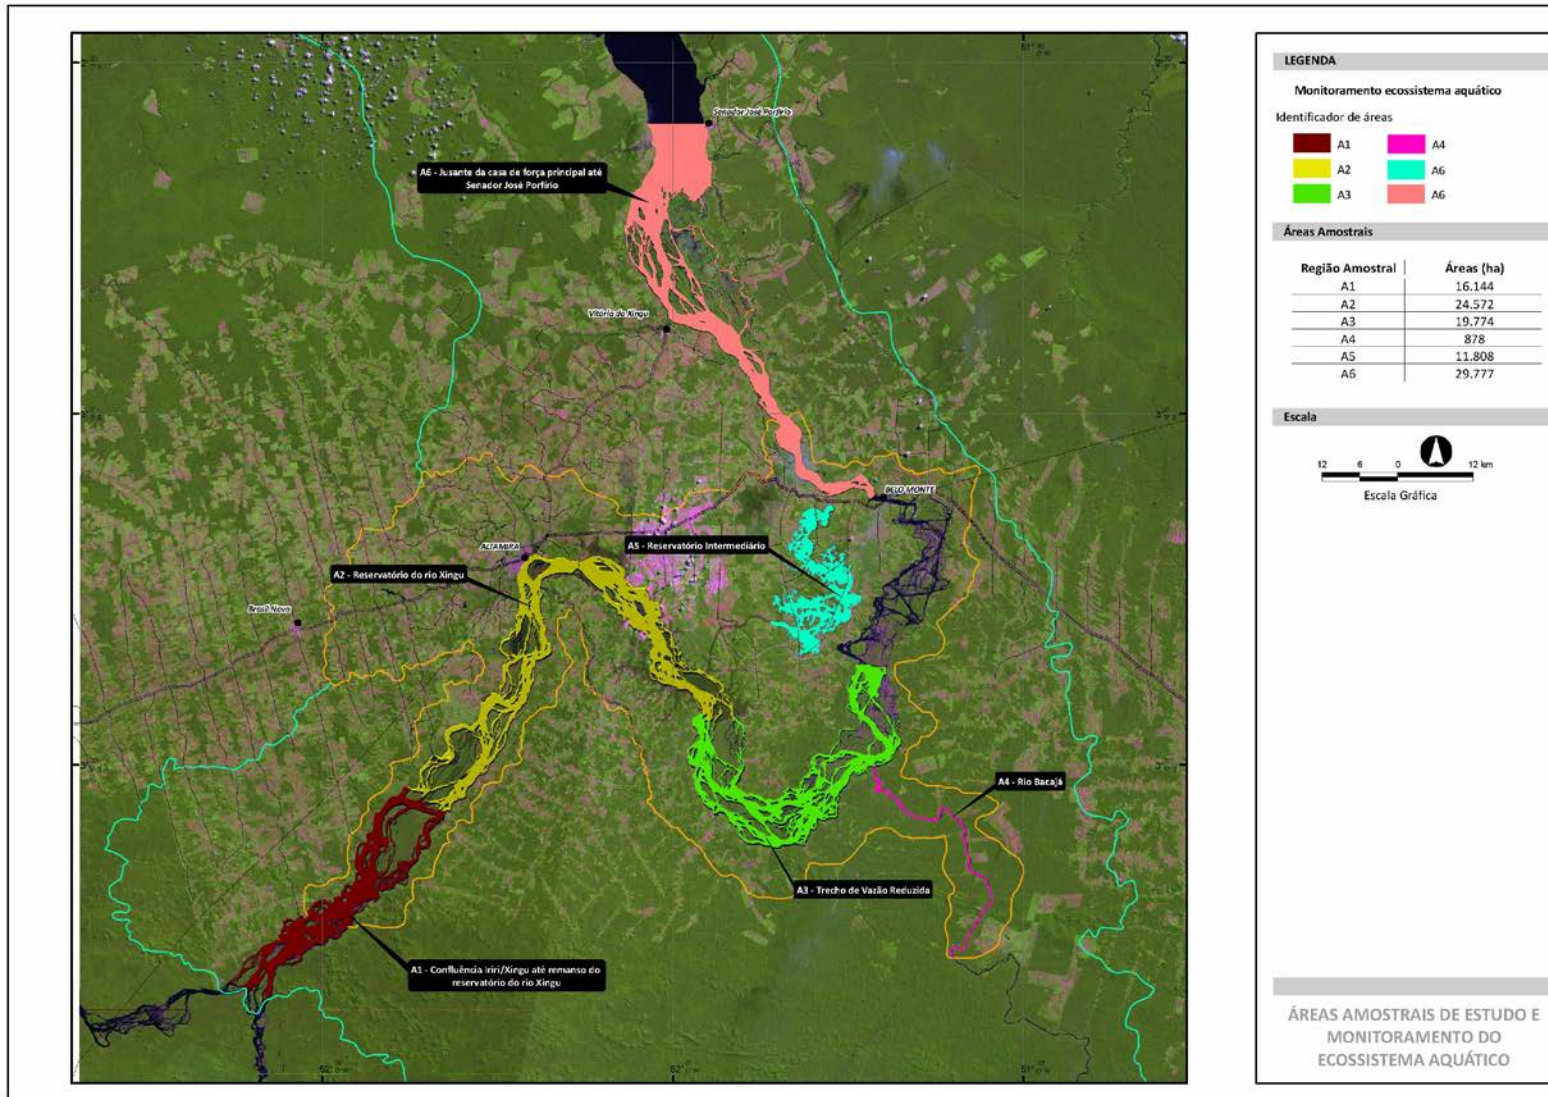 Senador José Porfírio
A6 - Jusante da casa de força principal até
Senador José Porfírio
Vitória do Xingu
BELO MONTE
ALTAMIRA
A5 - Reservatório Intermediário
A2 - Reservatório do rio Xingu
Brasil Novo
A4 - Rio Bacajá
A3 - Trecho de Vazão Reduzida
A1 - Confluência Iriri/Xingu até remanso do
reservatório do rio Xingu
LEGENDA
Monitoramento ecossistema aquático
Identificador de áreas
A1 A4
A2 A6
A3 A6
Áreas Amostrais
Região Amostral Áreas (ha)
A1 16.144
A2 24.572
A3 19.774
A4 878
A5 11.808
A6 29.777
Escala
12 6 0 12 km
Escala Gráfica
ÁREAS AMOSTRAIS DE ESTUDO E
MONITORAMENTO DO
ECOSSISTEMA AQUÁTICO